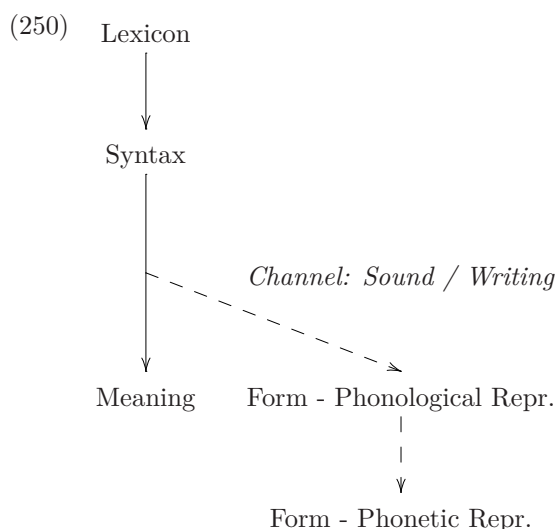 (250) Lexicon
Syntax
Channel: Sound / Writing
Meaning Form - Phonological Repr.
Form - Phonetic Repr.